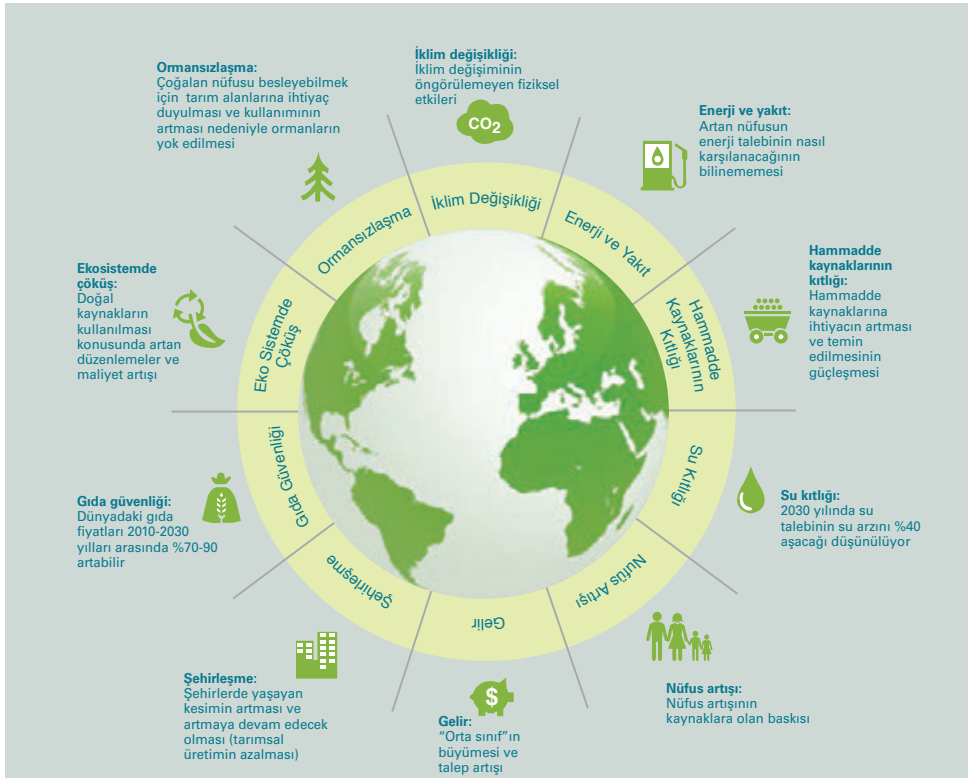 İklim değişikliği:
İklim değişiminin
öngörülemeyen fiziksel
etkileri
CO2
Ormansızlaşma:
Çoğalan nüfusu besleyebilmek
için tarım alanlarına ihtiyaç
duyulması ve kullanımının
artması nedeniyle ormanların
yok edilmesi
Enerji ve yakıt:
Artan nüfusun
enerji talebinin nasıl
karşılanacağının
bilinememesi
Ekosistemde
çöküş:
Doğal
kaynakların
kullanılması
konusunda artan
düzenlemeler ve
maliyet artışı
Hammadde
kaynaklarının
kıtlığı:
Hammadde
kaynaklarına
ihtiyacın artması
ve temin
edilmesinin
güçleşmesi
İklim Değişikliği
Enerji ve Yakıt
Hammadde
Kaynaklarının
Kıtlığı
Su Kıtlığı
Nufüs Artışı
Gelir
Şehirleşme
Gıda Güvenliği
Eko Sistemde
Çöküş
Ormansızlaşma
Gıda güvenliği:
Dünyadaki gıda
fiyatları 2010-2030
yılları arasında %70-90
artabilir
Su kıtlığı:
2030 yılında su
talebinin su arzını %40
aşacağı düşünülüyor
Şehirleşme:
Şehirlerde yaşayan
kesimin artması ve
artmaya devam edecek
olması (tarımsal
üretimin azalması)
$
Gelir:
“Orta sınıf”ın
büyümesi ve
talep artışı
Nüfus artışı:
Nüfus artışının
kaynaklara olan baskısı